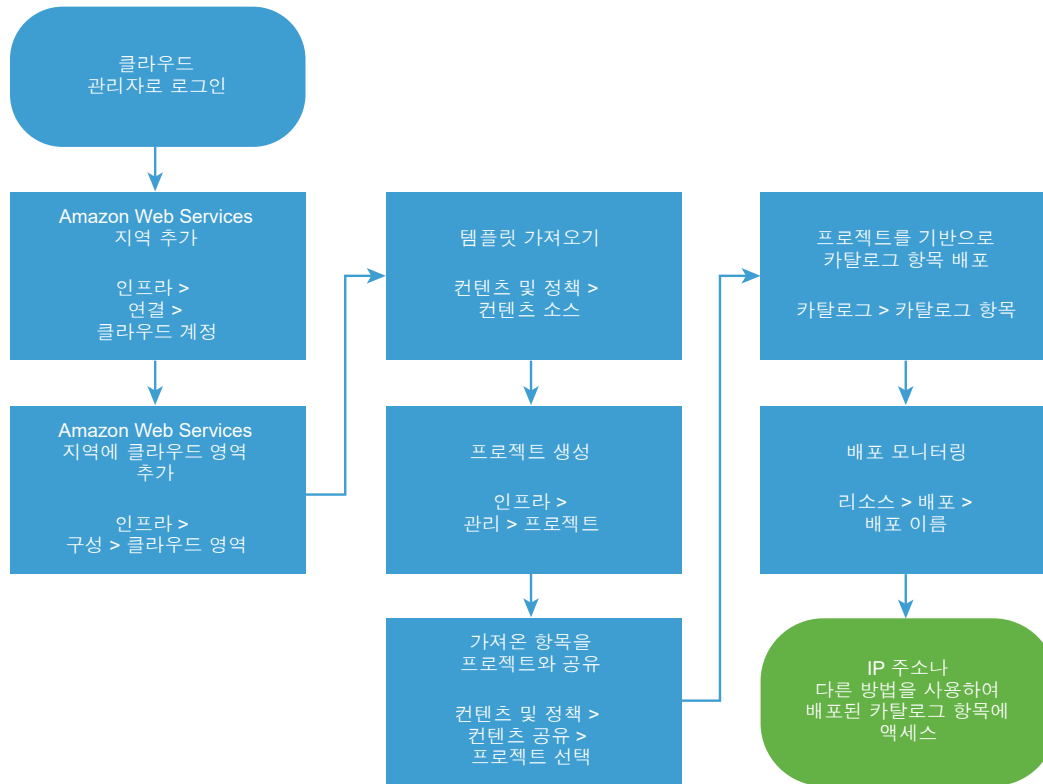 클라우드
관리자로 로그인
Amazon Web Services
지역 추가
인프라 >
연결 >
클라우드 계정
Amazon Web Services
지역에 클라우드 영역
추가
인프라 >
구성 > 클라우드 영역
템플릿 가져오기
컨텐츠 및 정책 >
컨텐츠 소스
프로젝트 생성
인프라 >
관리 > 프로젝트
가져온 항목을
프로젝트와 공유
컨텐츠 및 정책 >
컨텐츠 공유 >
프로젝트 선택
프로젝트를 기반으로
카탈로그 항목 배포
카탈로그 > 카탈로그 항목
배포 모니터링
리소스 > 배포 >
배포 이름
IP 주소나
다른 방법을 사용하여
배포된 카탈로그 항목에
액세스